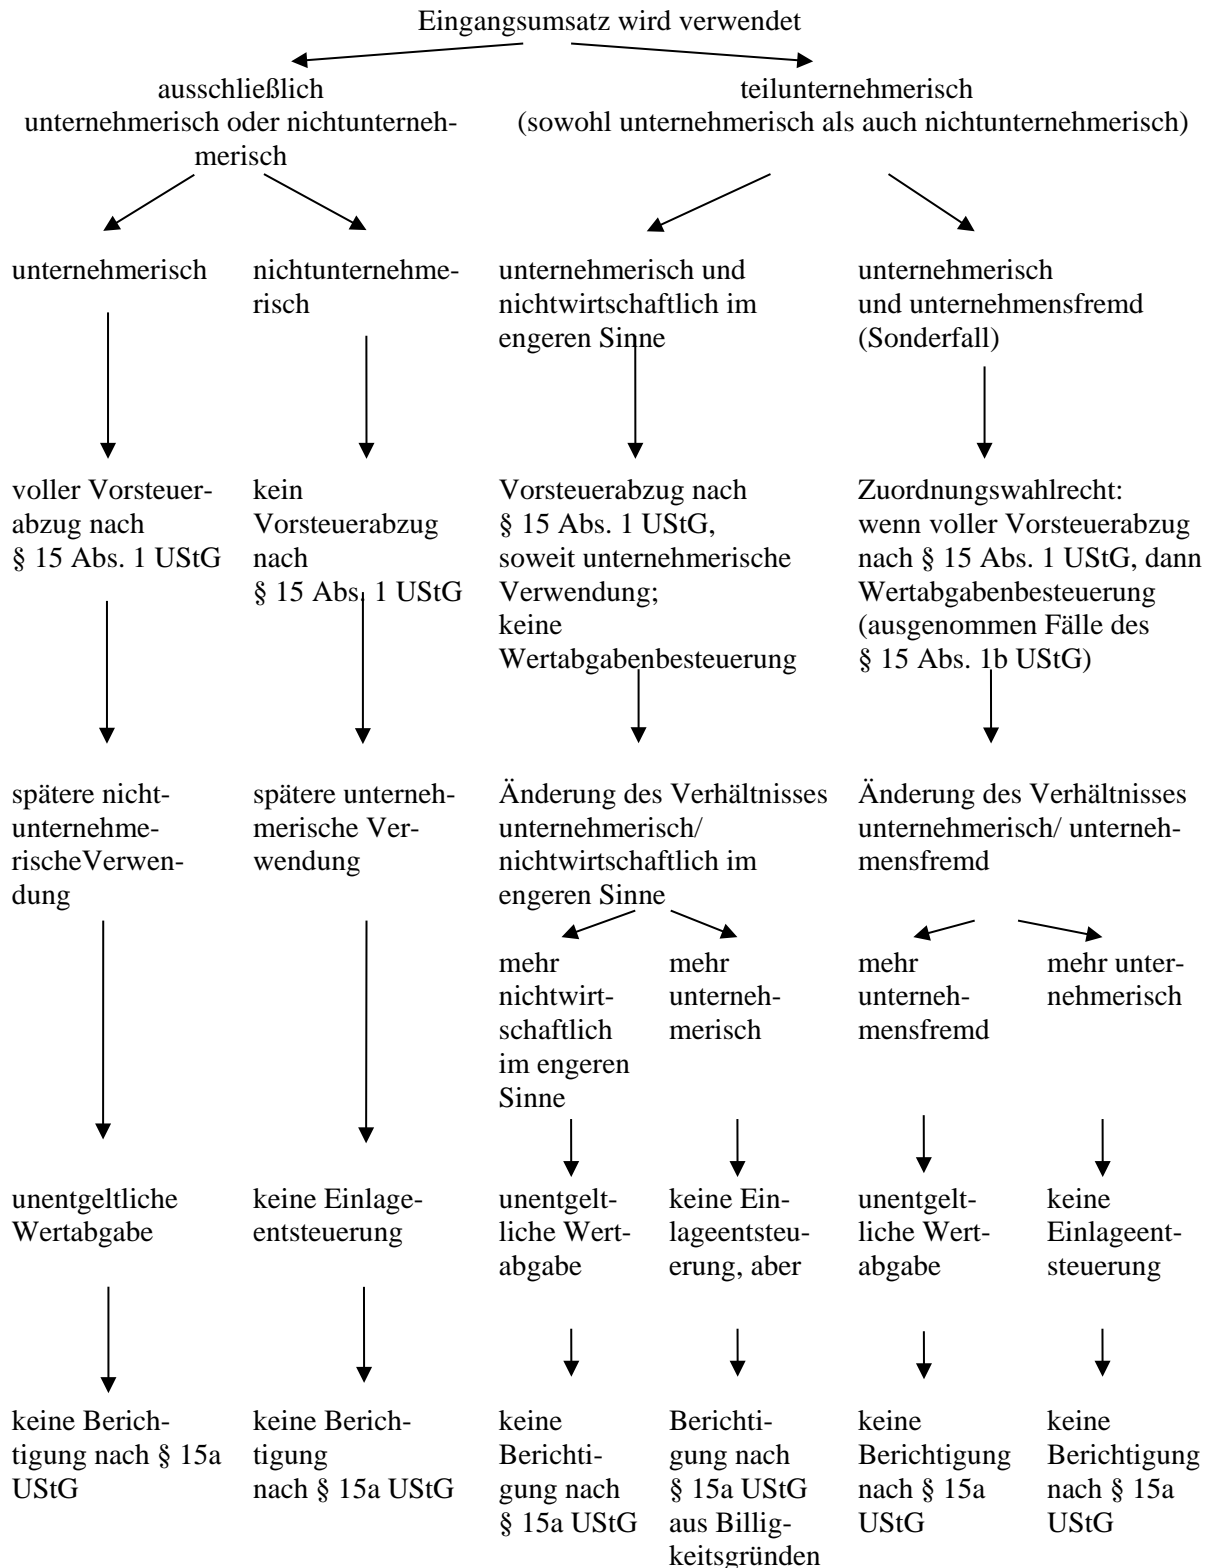 Eingangsumsatz wird verwendet
ausschließlich
unternehmerisch oder nichtunterneh-
merisch
teilunternehmerisch
(sowohl unternehmerisch als auch nichtunternehmerisch)
unternehmerisch
nichtunternehme-
risch
unternehmerisch und
nichtwirtschaftlich im
engeren Sinne
unternehmerisch
und unternehmensfremd
(Sonderfall)
voller Vorsteuer-
abzug nach
§ 15 Abs. 1 UStG
kein
Vorsteuerabzug
nach
§ 15 Abs. 1 UStG
Vorsteuerabzug nach
§ 15 Abs. 1 UStG,
soweit unternehmerische
Verwendung;
keine
Wertabgabenbesteuerung
Zuordnungswahlrecht:
wenn voller Vorsteuerabzug
nach § 15 Abs. 1 UStG, dann
Wertabgabenbesteuerung
(ausgenommen Fälle des
§ 15 Abs. 1b UStG)
spätere nicht-
unternehme-
rischeVerwen-
dung
spätere unterneh-
merische Ver-
wendung
Änderung des Verhältnisses
unternehmerisch/
nichtwirtschaftlich im
engeren Sinne
Änderung des Verhältnisses
unternehmerisch/ unterneh-
mensfremd
mehr
nichtwirt-
schaftlich
im engeren
Sinne
mehr
unterneh-
merisch
mehr
unterneh-
mensfremd
mehr unter-
nehmerisch
unentgeltliche
Wertabgabe
keine Einlage-
entsteuerung
unentgelt-
liche Wert-
abgabe
keine Ein-
lageentsteu-
erung, aber
unentgelt-
liche Wert-
abgabe
keine
Einlageent-
steuerung
keine Berich-
tigung nach § 15a
UStG
keine Berich-
tigung
nach § 15a UStG
keine
Berichti-
gung nach
§ 15a UStG
Berichti-
gung nach
§ 15a UStG
aus Billig-
keitsgründen
keine
Berichtigung
nach § 15a
UStG
keine
Berichtigung
nach § 15a
UStG